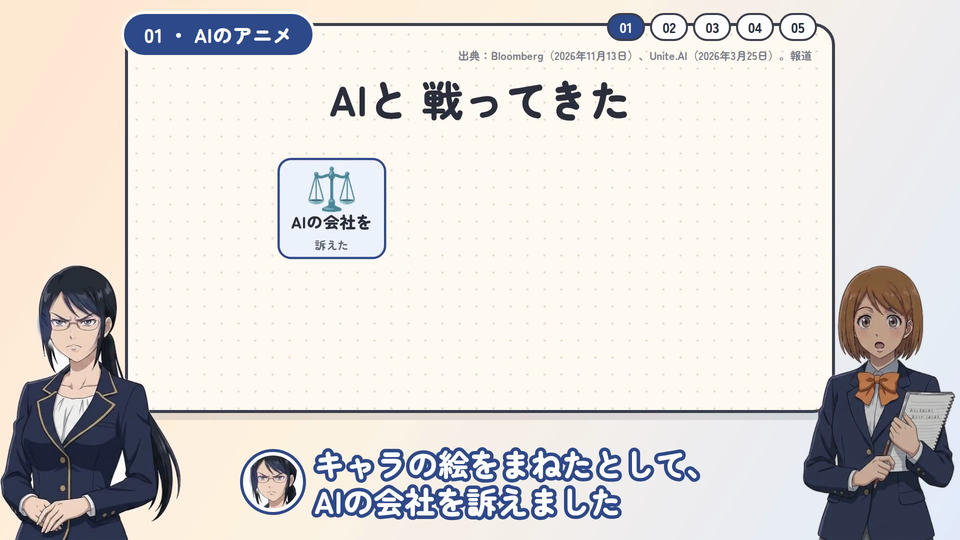 01 ・ AIのアニメ
01 02 03 04 05
出典：Bloomberg（2026年11月13日）、Unite.AI（2026年3月25日）。報道
AIと 戦ってきた
AIの会社を
訴えた
キャラの絵をまねたとして、
AIの会社を訴えました